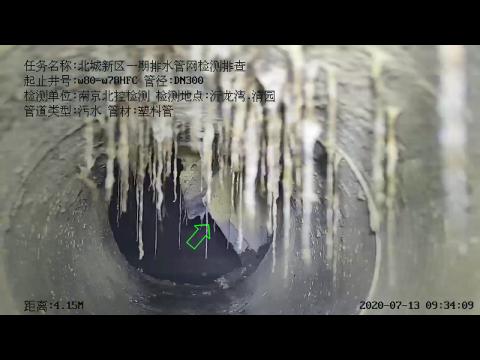 任务名称:北城新区一期排水管网检测排查
起止井号:w80-w78HFC 管径:DN300
检测单位:南京北控检测 检测地点:沂龙湾.清园
管道类型:污水 管材:塑料管
距离:4.15M
2020-07-13 09:34:09